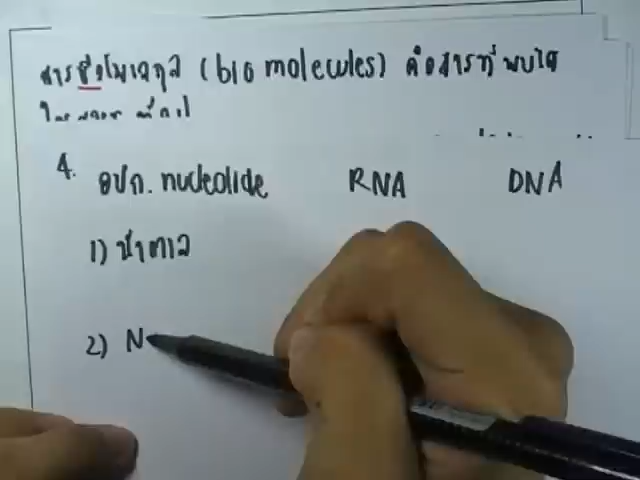 สารชีวโมเลกุล (bio molecules) คือสารที่พบใด
4. อปก. nucleotide RNA DNA
1) น้ำตาล
2) N